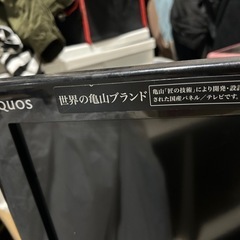 QUOS
世界の亀山ブランド
亀山「匠の技術」により開発・設計
された国産パネル／テレビです。